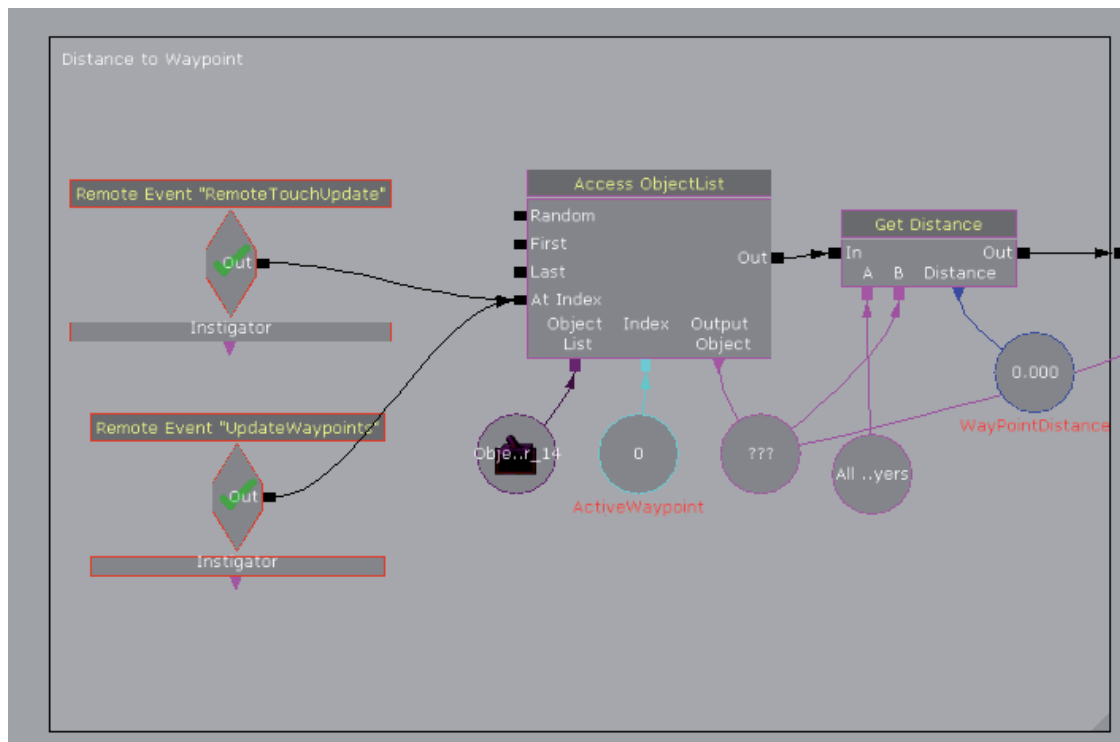 Distance to Waypoint
Remote Event "RemoteTouchUpdate"
Out
Instigator
Remote Event "UpdateWaypoints"
Out
Instigator
Access ObjectList
Random
First
Last
At Index
Out
Object List
Index
Output Object
Obje..r_14
0
ActiveWaypoint
???
All ..yers
Get Distance
In
Out
A
B
Distance
0.000
WayPointDistance